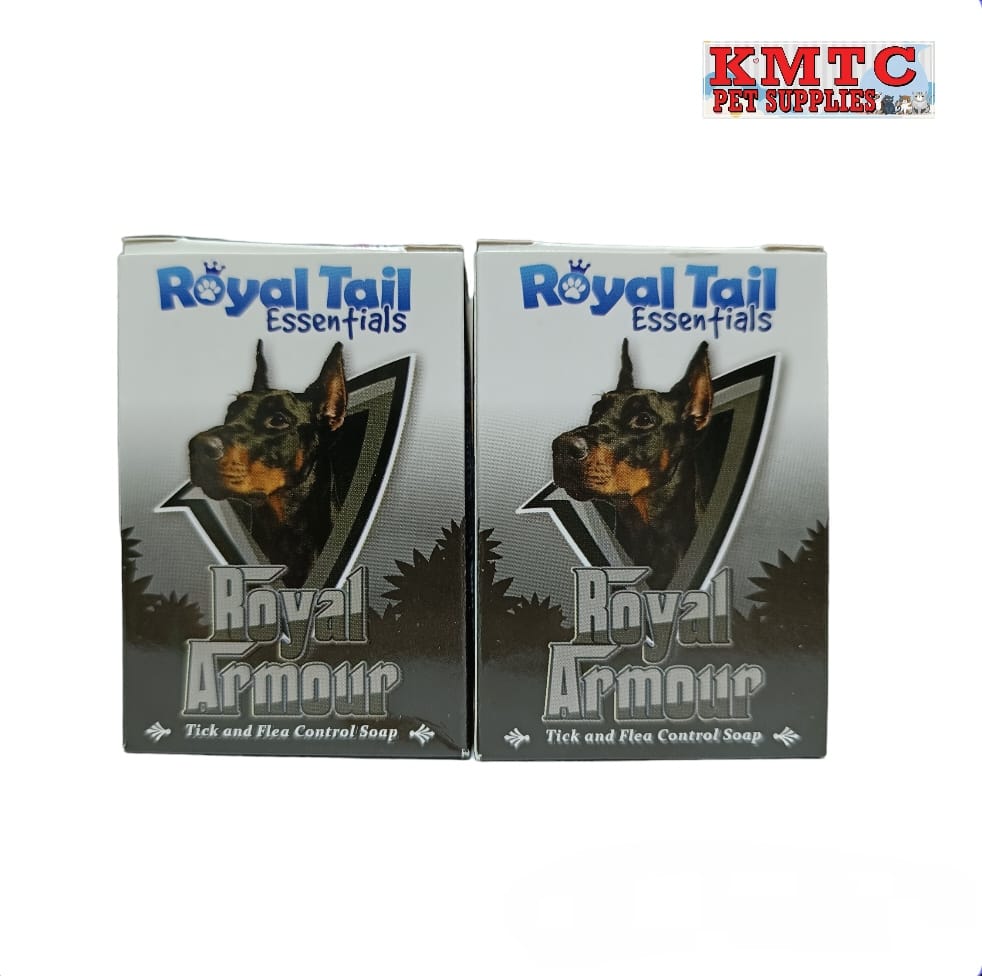 KMTC
PET SUPPLIES
Royal Tail
Essentials
Royal
Armour
Tick and Flea Control Soap
Royal Tail
Essentials
Royal
Armour
Tick and Flea Control Soap